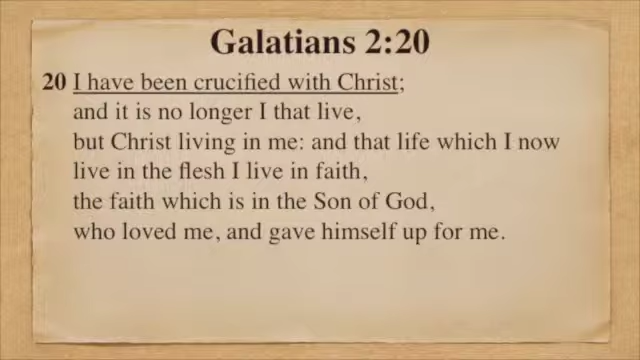 Galatians 2:20
20 I have been crucified with Christ;
and it is no longer I that live,
but Christ living in me: and that life which I now
live in the flesh I live in faith,
the faith which is in the Son of God,
who loved me, and gave himself up for me.